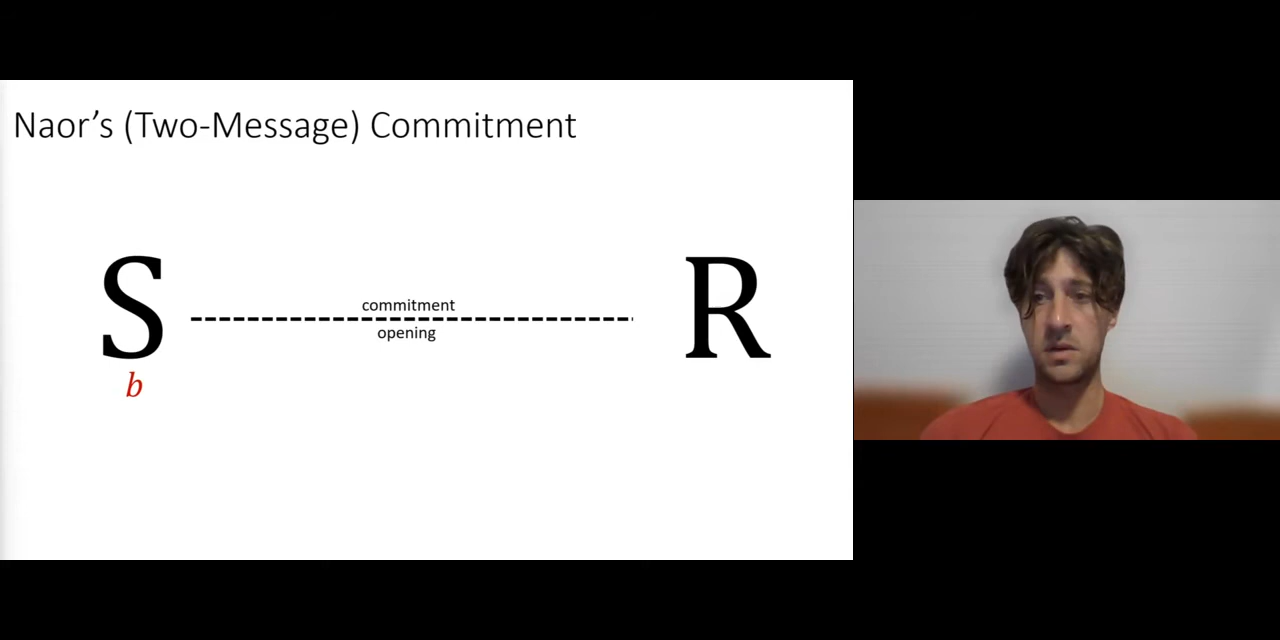 Naor’s (Two-Message) Commitment
S
commitment
R
opening
b